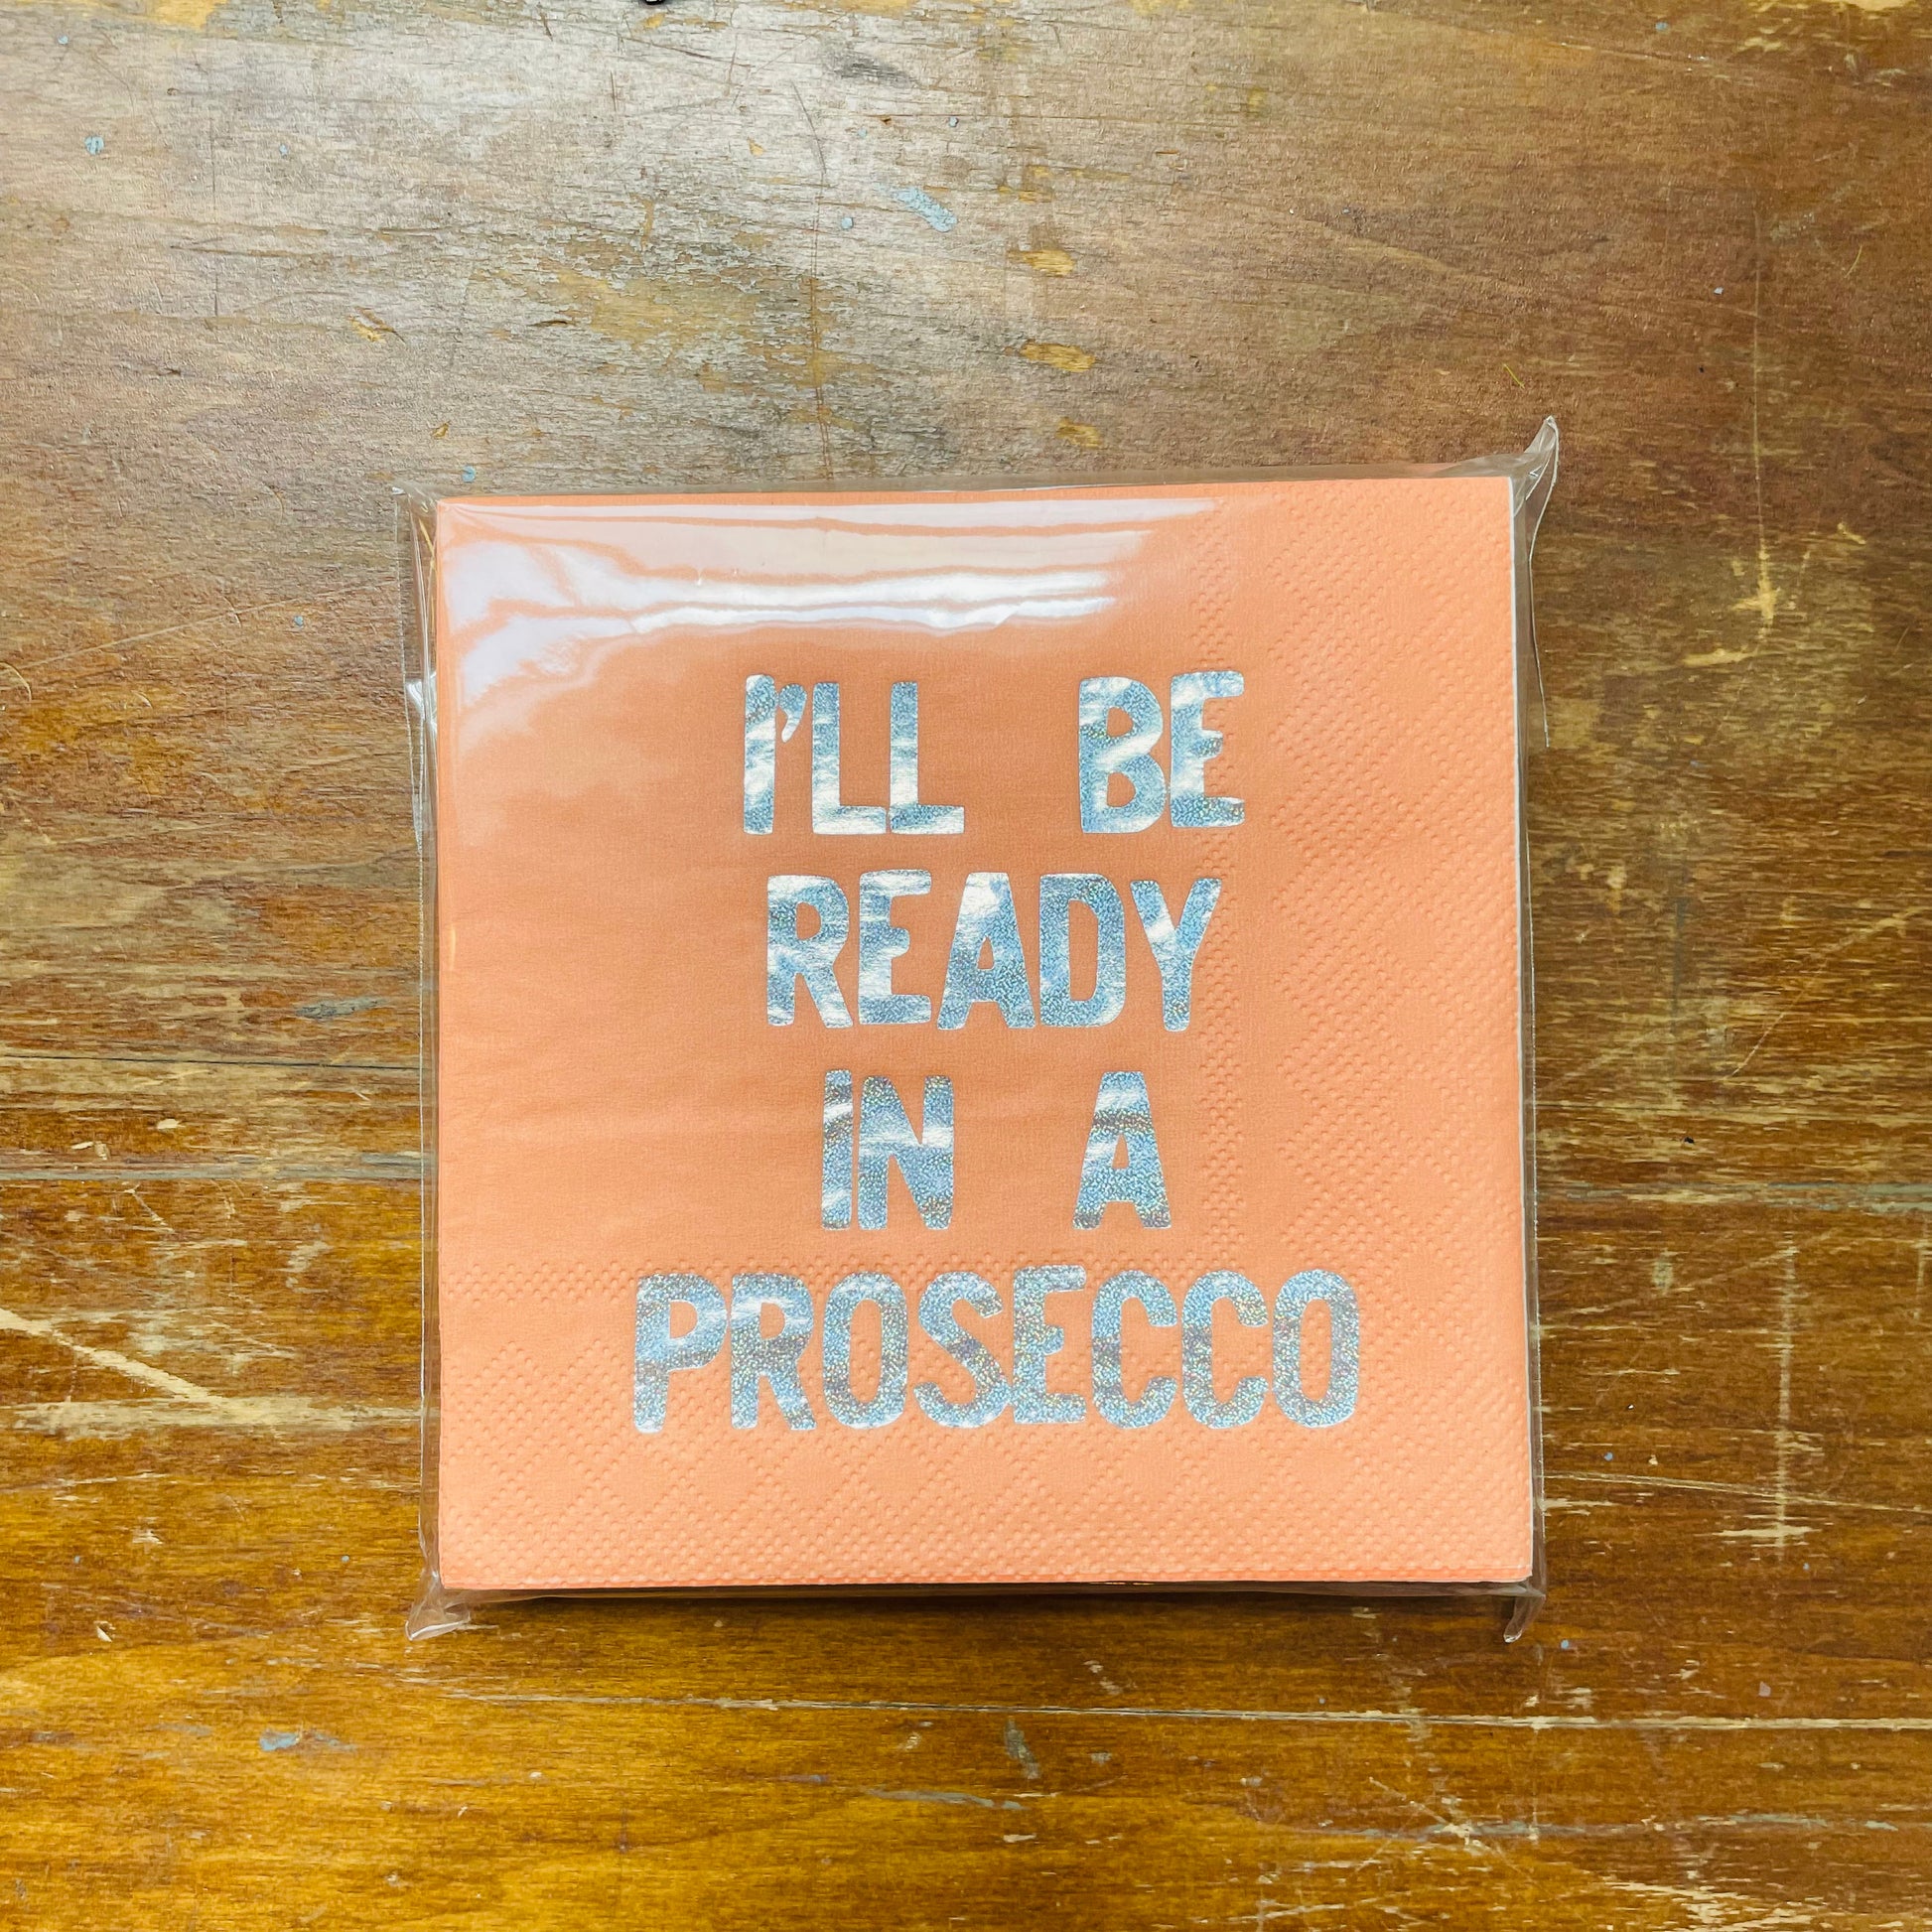 I'LL BE
READY
IN A
PROSECCO